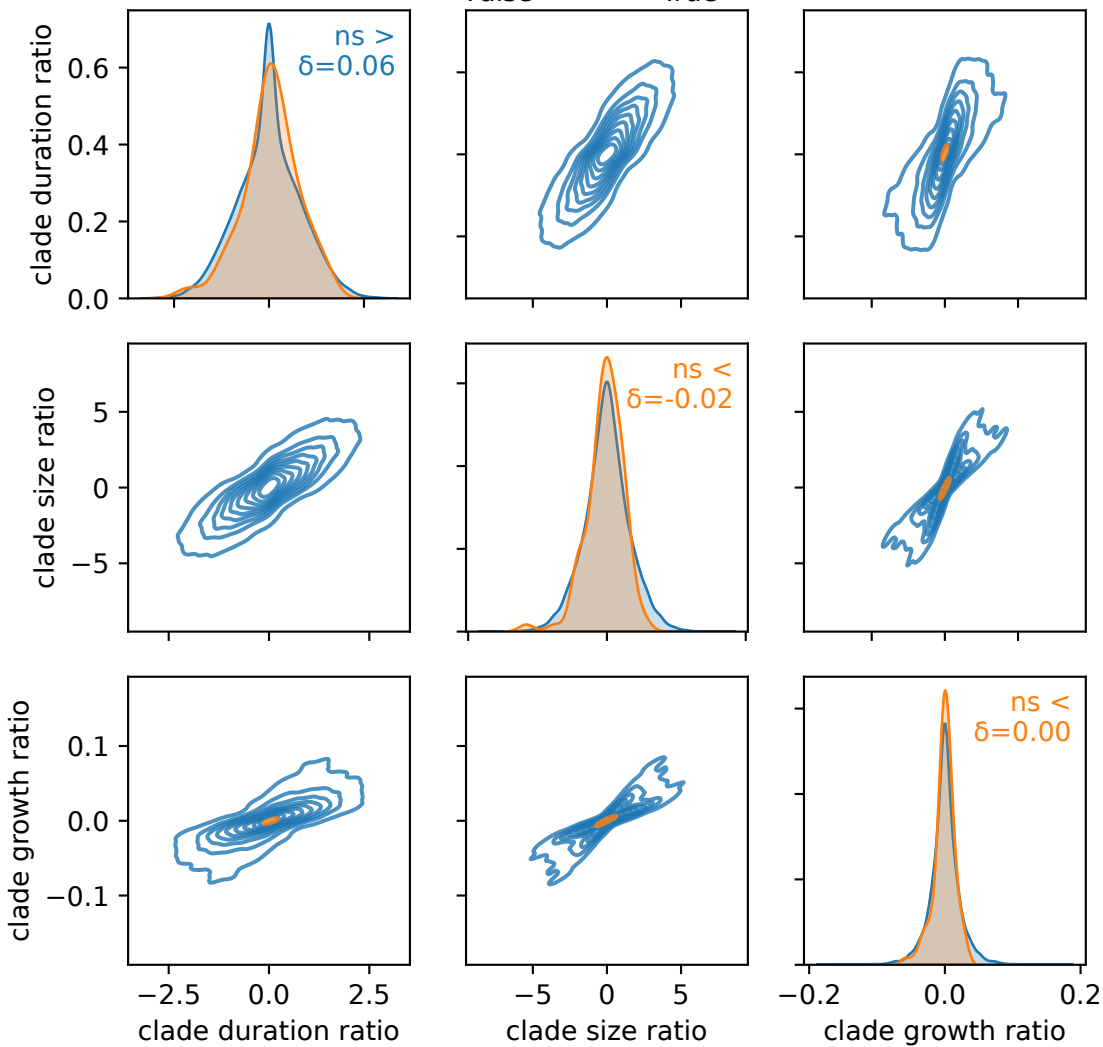 clade duration ratio
0.6
0.4
0.2
0.0
ns >
δ=0.06
clade size ratio
5
0
−5
ns <
δ=-0.02
clade growth ratio
0.1
0.0
−0.1
ns <
δ=0.00
−2.5 0.0 2.5
−5 0 5
−0.2 0.0 0.2
clade duration ratio
clade size ratio
clade growth ratio